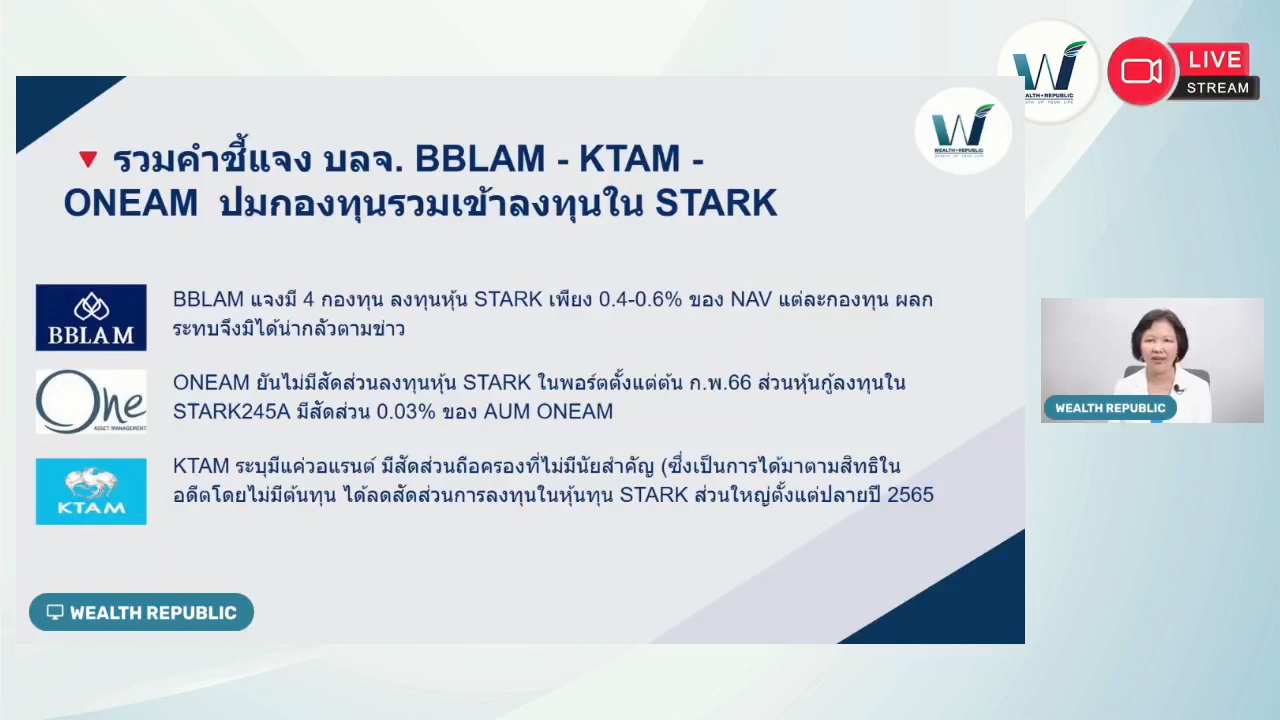 LIVE
STREAM
WEALTH•REPUBLIC
รวมคำชี้แจง บลจ. BBLAM - KTAM -
ONEAM ปมกองทุนรวมเข้าลงทุนใน STARK
BBLAM
BBLAM แจงมี 4 กองทุน ลงทุนหุ้น STARK เพียง 0.4-0.6% ของ NAV แต่ละกองทุน ผลก
ระทบจึงมิได้น่ากลัวตามข่าว
One
ASSET MANAGEMENT
ONEAM ยันไม่มีสัดส่วนลงทุนหุ้น STARK ในพอร์ตตั้งแต่ต้น ก.พ.66 ส่วนหุ้นกู้ลงทุนใน
STARK245A มีสัดส่วน 0.03% ของ AUM ONEAM
KTAM
KTAM ระบุมีแค่วอแรนต์ มีสัดส่วนถือครองที่ไม่มีนัยสำคัญ (ซึ่งเป็นการได้มาตามสิทธิใน
อดีตโดยไม่มีต้นทุน ได้ลดสัดส่วนการลงทุนในหุ้นทุน STARK ส่วนใหญ่ตั้งแต่ปลายปี 2565
WEALTH REPUBLIC
WEALTH REPUBLIC